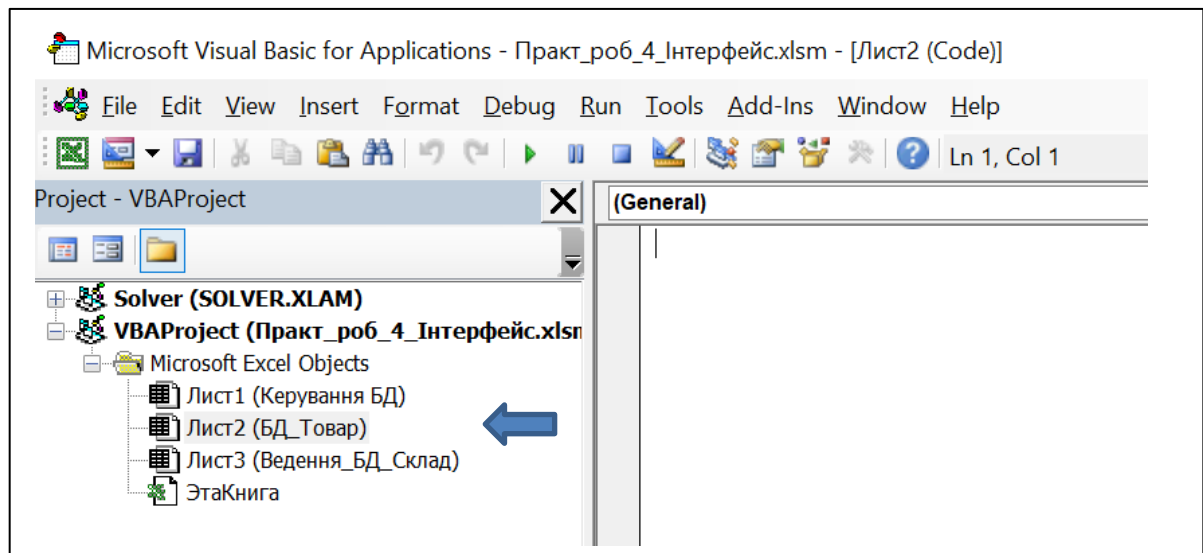 Microsoft Visual Basic for Applications - Практ_роб_4_Інтерфейс.xlsm - [Лист2 (Code)]
File Edit View Insert Format Debug Run Tools Add-Ins Window Help
Ln 1, Col 1
Project - VBAProject
(General)
Solver (SOLVER.XLAM)
VBAProject (Практ_роб_4_Інтерфейс.xlsm
Microsoft Excel Objects
Лист1 (Керування БД)
Лист2 (БД_Товар)
Лист3 (Ведення_БД_Склад)
ЭтаКнига